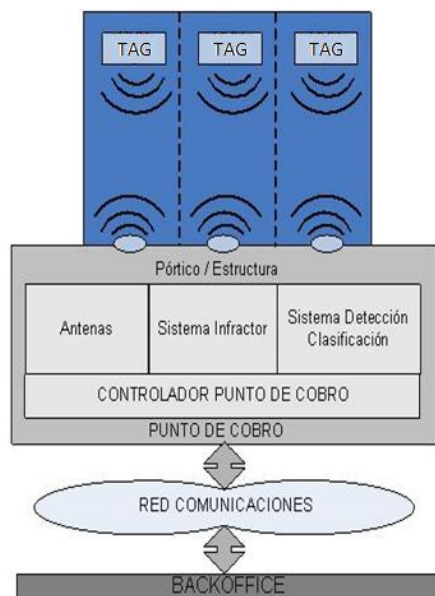 TAG TAG TAG
Pórtico / Estructura
Antenas
Sistema Infractor
Sistema Detección
Clasificación
CONTROLADOR PUNTO DE COBRO
PUNTO DE COBRO
RED COMUNICACIONES
BACKOFFICE